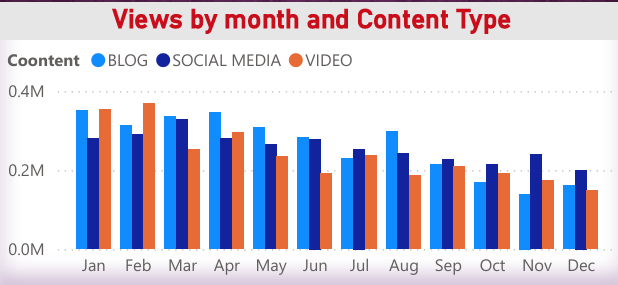 Views by month and Content Type
Coontent BLOG SOCIAL MEDIA VIDEO
0.4M
0.2M
0.0M
Jan Feb Mar Apr May Jun Jul Aug Sep Oct Nov Dec